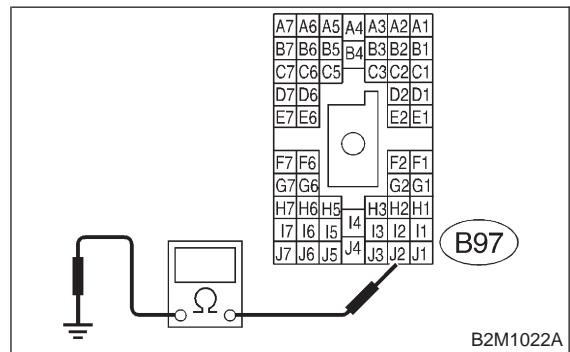 A7 A6 A5 A4 A3 A2 A1
B7 B6 B5 B4 B3 B2 B1
C7 C6 C5 C3 C2 C1
D7 D6 D2 D1
E7 E6 E2 E1
F7 F6 F2 F1
G7 G6 G2 G1
H7 H6 H5 H3 H2 H1
I7 I6 I5 I4 I3 I2 I1
J7 J6 J5 J4 J3 J2 J1
B97
Ω
B2M1022A